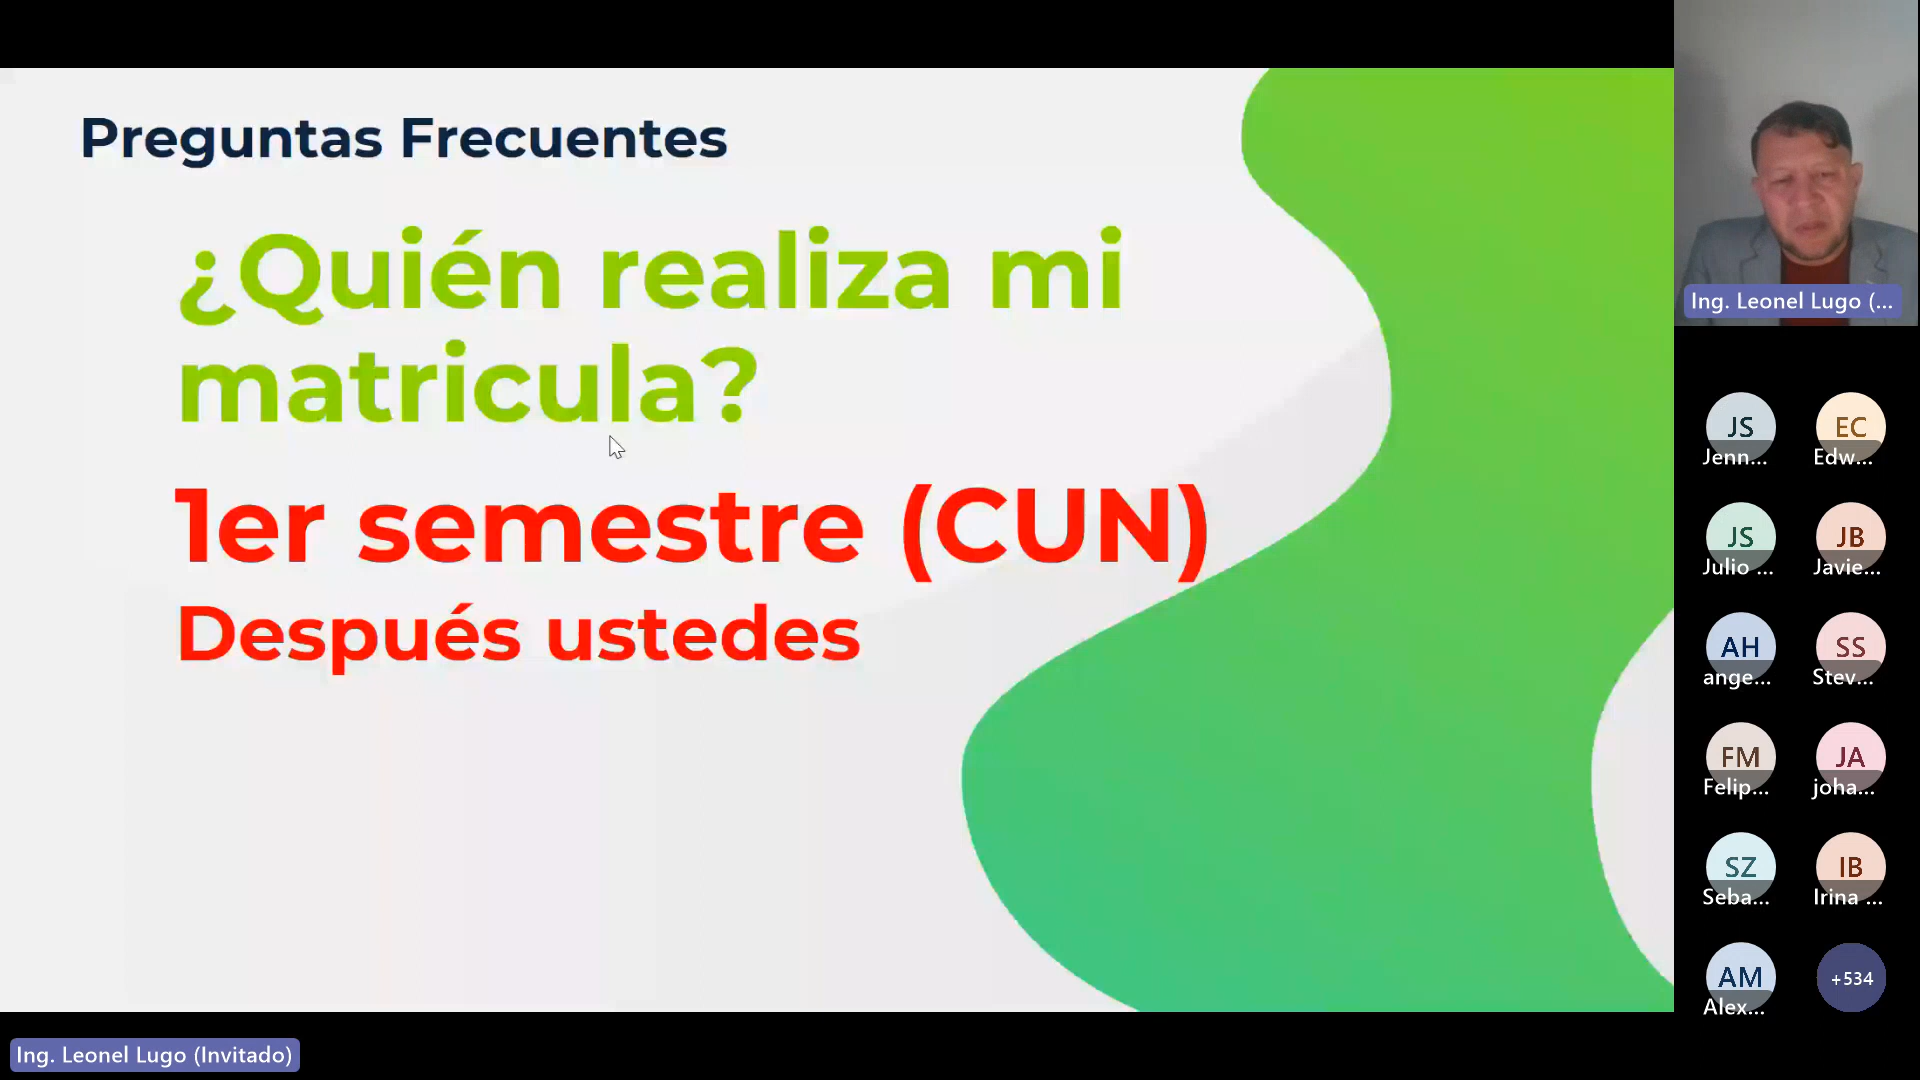 Preguntas Frecuentes
¿Quién realiza mi
matricula?
1er semestre (CUN)
Después ustedes
Ing. Leonel Lugo (...
JS
Jenn...
EC
Edw...
JS
Julio ...
JB
Javie...
AH
ange...
SS
Stev...
FM
Felip...
JA
joha...
SZ
Seba...
IB
Irina ...
AM
Alex...
+534
Ing. Leonel Lugo (Invitado)